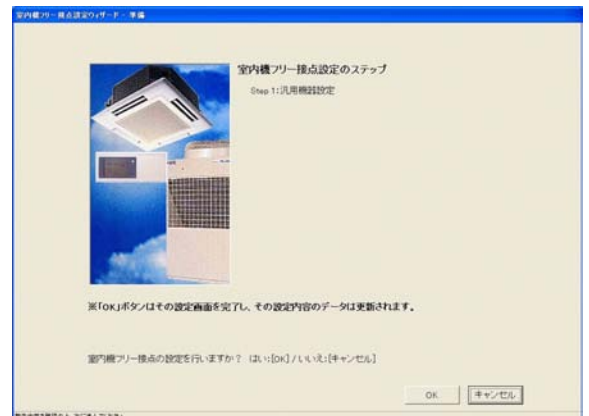 室内機フリー接点設定ウィザード - 準備
室内機フリー接点設定のステップ
Step 1:汎用機器設定
※「OK」ボタンはその設定画面を完了し、その設定内容のデータは更新されます。
室内機フリー接点の設定を行いますか？ はい:[OK] / いいえ:[キャンセル]
OK キャンセル